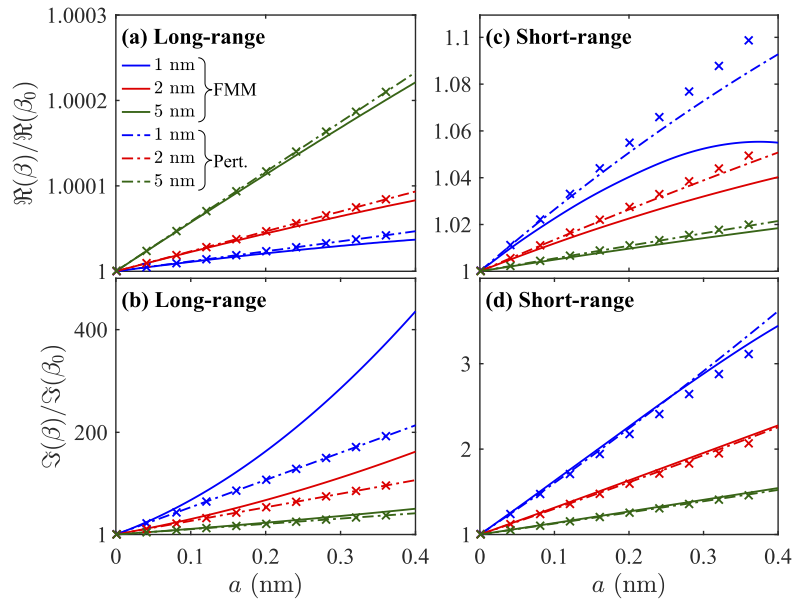 1.0003
1.0002
1.0001
1
ℜ(β)/ℜ(β₀)
(a) Long-range
1 nm
2 nm
5 nm
FMM
1 nm
2 nm
5 nm
Pert.
(c) Short-range
1.1
1.08
1.06
1.04
1.02
1
(b) Long-range
400
200
1
ℑ(β)/ℑ(β₀)
0
0.1
0.2
0.3
0.4
a (nm)
(d) Short-range
3
2
1
0
0.1
0.2
0.3
0.4
a (nm)